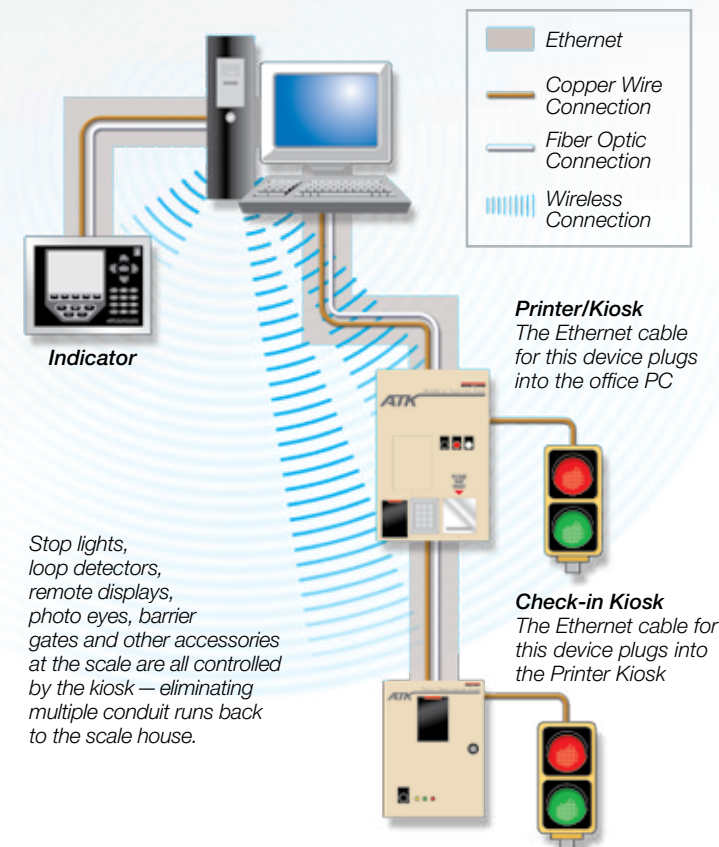 Ethernet
Copper Wire
Connection
Fiber Optic
Connection
Wireless
Connection
Indicator
Printer/Kiosk
The Ethernet cable
for this device plugs
into the office PC
ATK
Stop lights,
loop detectors,
remote displays,
photo eyes, barrier
gates and other accessories
at the scale are all controlled
by the kiosk — eliminating
multiple conduit runs back
to the scale house.
Check-in Kiosk
The Ethernet cable for
this device plugs into
the Printer Kiosk
ATK